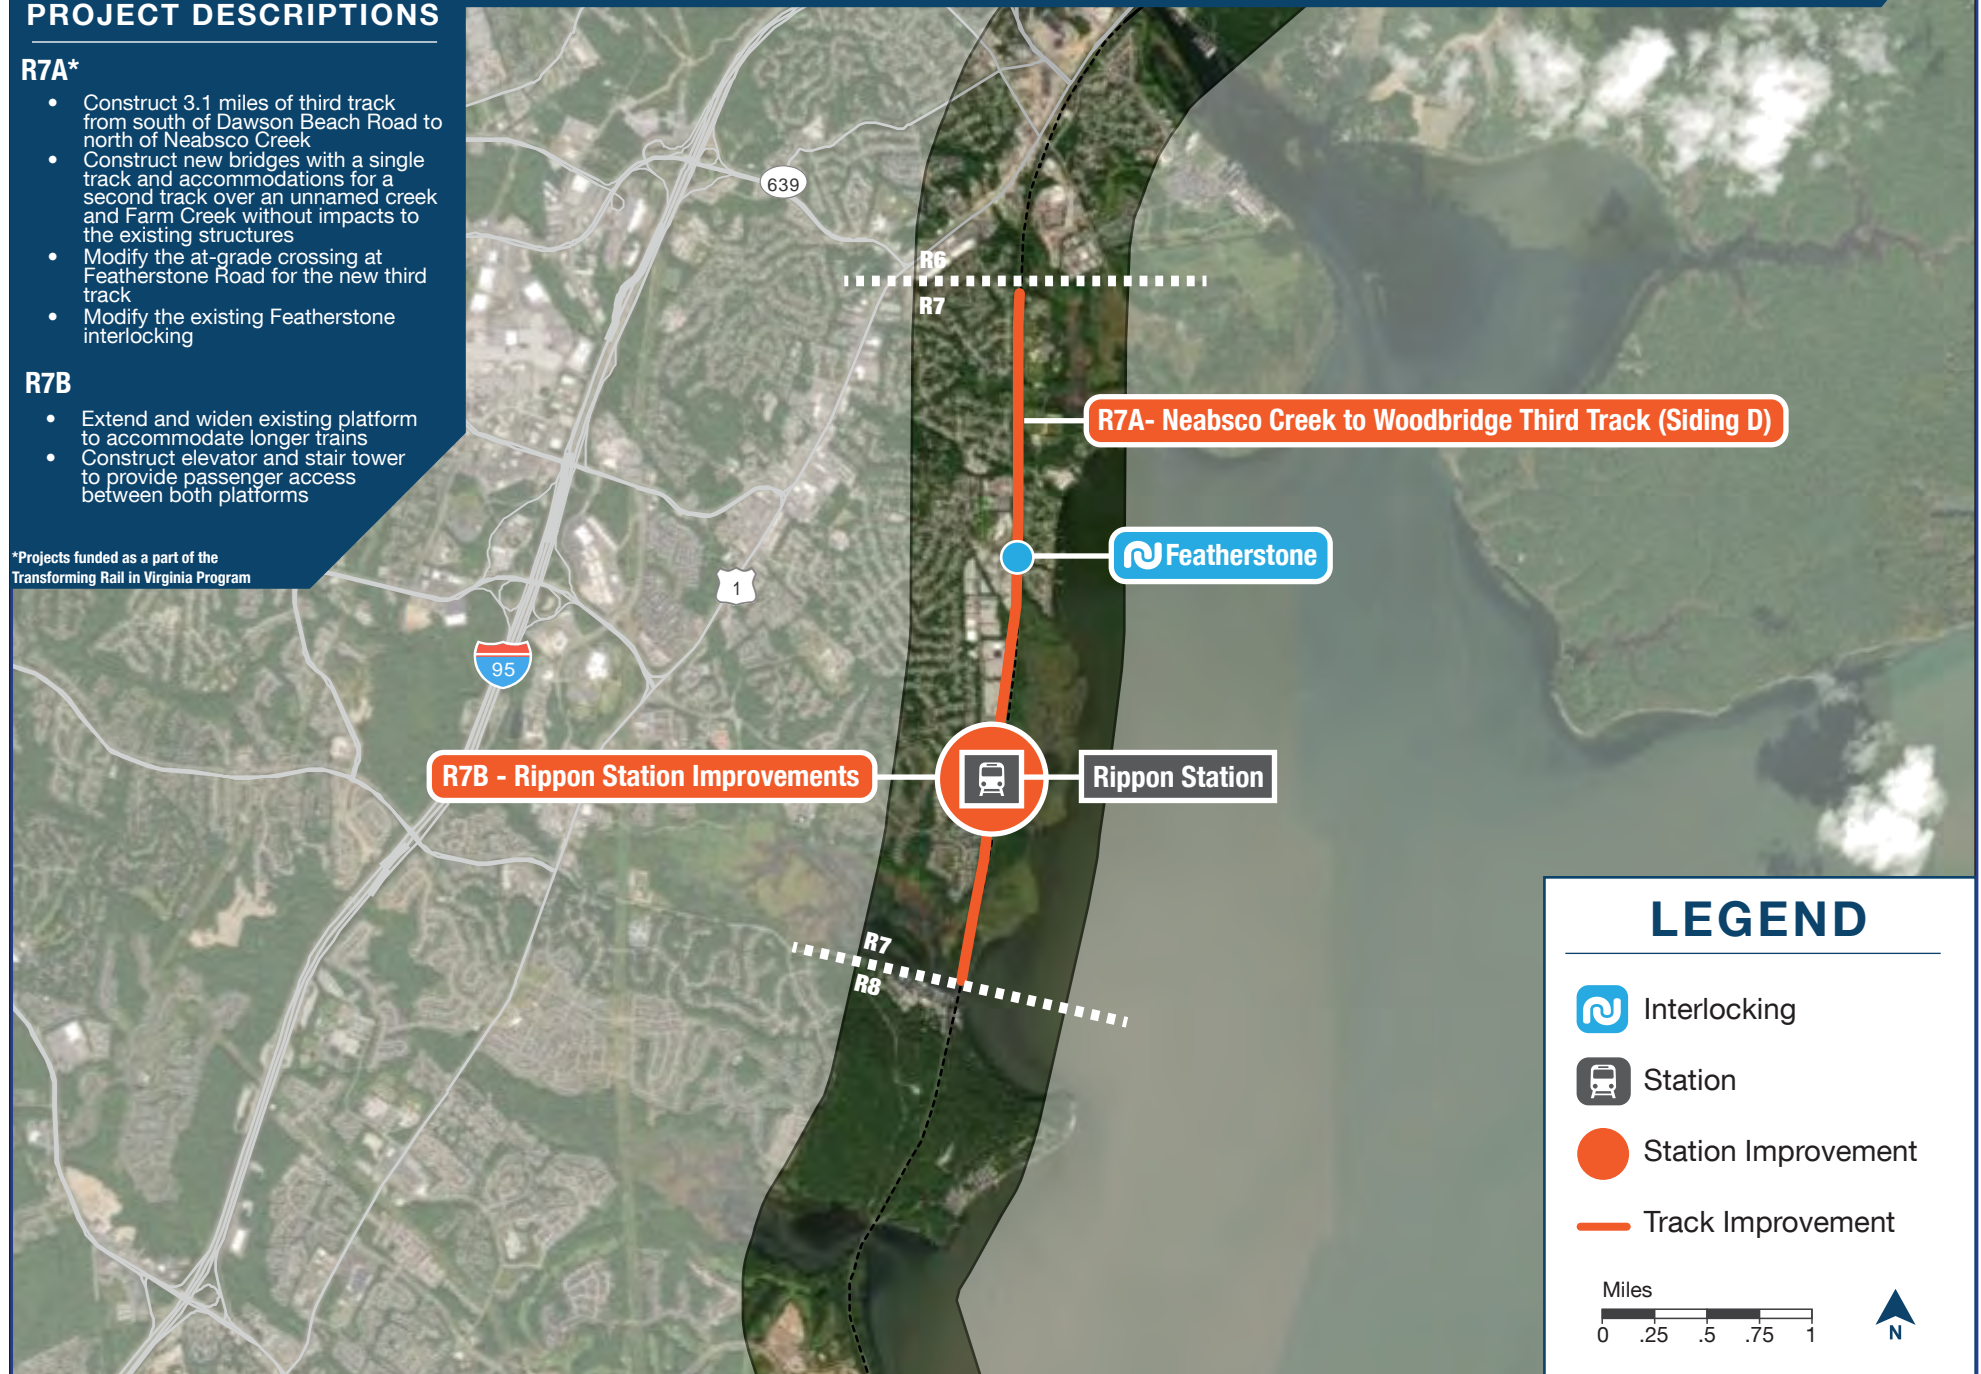 PROJECT DESCRIPTIONS
R7A*
• Construct 3.1 miles of third track
from south of Dawson Beach Road to
north of Neabsco Creek
• Construct new bridges with a single
track and accommodations for a
second track over an unnamed creek
and Farm Creek without impacts to
the existing structures
• Modify the at-grade crossing at
Featherstone Road for the new third
track
• Modify the existing Featherstone
interlocking
R7B
• Extend and widen existing platform
to accommodate longer trains
• Construct elevator and stair tower
to provide passenger access
between both platforms
*Projects funded as a part of the
Transforming Rail in Virginia Program
639
R6
R7
R7A- Neabsco Creek to Woodbridge Third Track (Siding D)
Featherstone
1
95
R7B - Rippon Station Improvements
Rippon Station
R7
R8
LEGEND
Interlocking
Station
Station Improvement
Track Improvement
Miles
0 .25 .5 .75 1
N